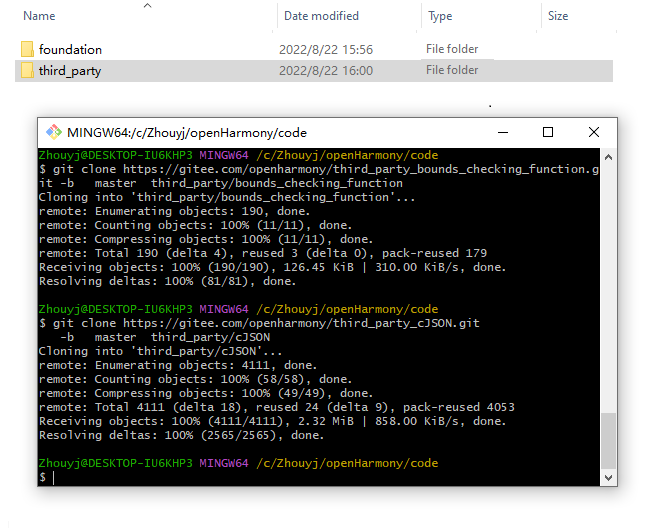 Name Date modified Type Size
foundation 2022/8/22 15:56 File folder
third_party 2022/8/22 16:00 File folder
MINGW64:/c/Zhouyj/openHarmony/code
Zhouyj@DESKTOP-IU6KHP3 MINGW64 /c/Zhouyj/openHarmony/code
$ git clone https://gitee.com/openharmony/third_party_bounds_checking_function.g
it -b   master  third_party/bounds_checking_function
Cloning into 'third_party/bounds_checking_function'...
remote: Enumerating objects: 190, done.
remote: Counting objects: 100% (11/11), done.
remote: Compressing objects: 100% (11/11), done.
remote: Total 190 (delta 4), reused 3 (delta 0), pack-reused 179
Receiving objects: 100% (190/190), 126.45 KiB | 310.00 KiB/s, done.
Resolving deltas: 100% (81/81), done.
Zhouyj@DESKTOP-IU6KHP3 MINGW64 /c/Zhouyj/openHarmony/code
$ git clone https://gitee.com/openharmony/third_party_cJSON.git
   -b   master  third_party/cJSON
Cloning into 'third_party/cJSON'...
remote: Enumerating objects: 4111, done.
remote: Counting objects: 100% (58/58), done.
remote: Compressing objects: 100% (49/49), done.
remote: Total 4111 (delta 18), reused 24 (delta 9), pack-reused 4053
Receiving objects: 100% (4111/4111), 2.32 MiB | 858.00 KiB/s, done.
Resolving deltas: 100% (2565/2565), done.
Zhouyj@DESKTOP-IU6KHP3 MINGW64 /c/Zhouyj/openHarmony/code
$